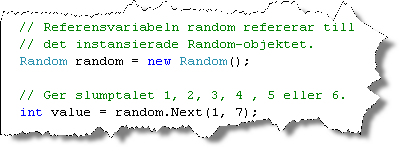 // Referensvariabeln random refererar till
// det instansierade Random-objektet.
Random random = new Random();
// Ger slumptalet 1, 2, 3, 4 , 5 eller 6.
int value = random.Next(1, 7);